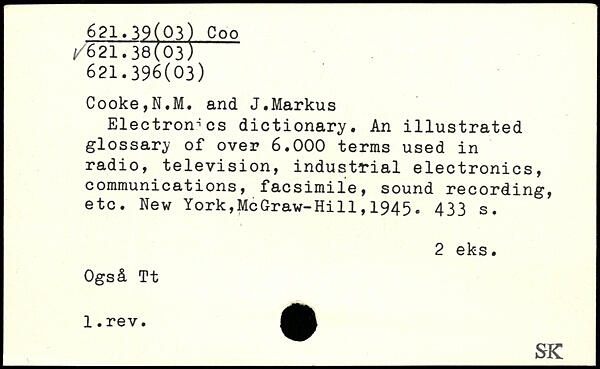 621.39(03) Coo
✓621.38(03)
621.396(03)
Cooke,N.M. and J.Markus
Electronics dictionary. An illustrated
glossary of over 6.000 terms used in
radio, television, industrial electronics,
communications, facsimile, sound recording,
etc. New York,McGraw-Hill,1945. 433 s.
2 eks.
Også Tt
1.rev.
SK